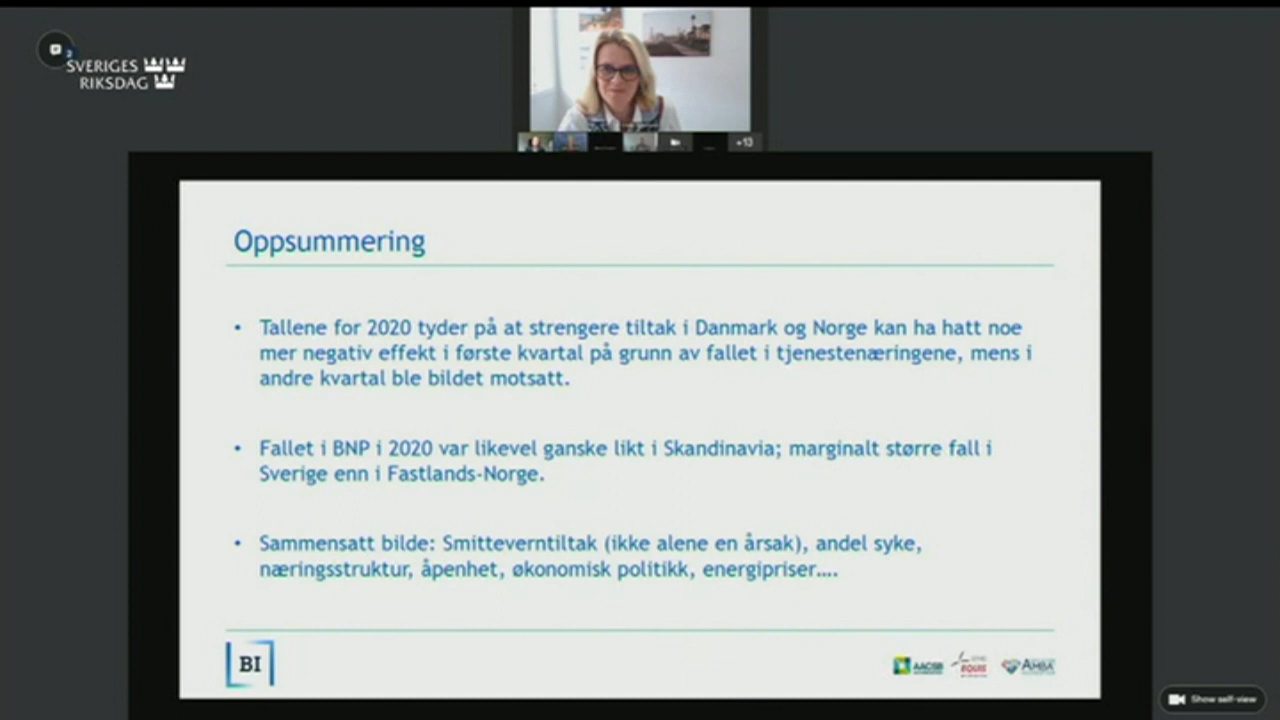 2
SVERIGES
RIKSDAG
+13
Oppsummering
• Tallene for 2020 tyder på at strengere tiltak i Danmark og Norge kan ha hatt noe
mer negativ effekt i første kvartal på grunn av fallet i tjenestenæringene, mens i
andre kvartal ble bildet motsatt.
• Fallet i BNP i 2020 var likevel ganske likt i Skandinavia; marginalt større fall i
Sverige enn i Fastlands-Norge.
• Sammensatt bilde: Smitteverntiltak (ikke alene en årsak), andel syke,
næringsstruktur, åpenhet, økonomisk politikk, energipriser....
BI
AACSB
EQUIS
AMBA
Show self-view